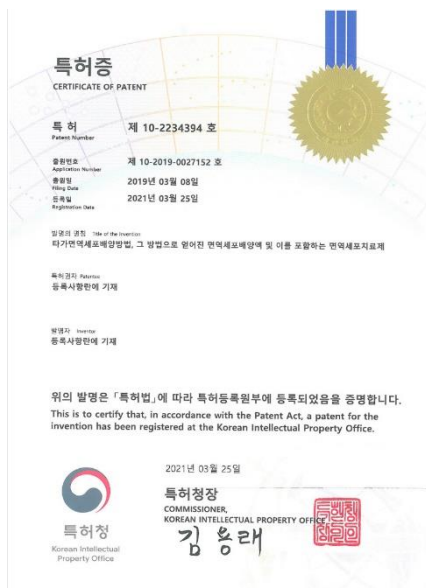 특허증
CERTIFICATE OF PATENT
특 허 제 10-2234394 호
Patent Number
출원번호 제 10-2019-0027152 호
Application Number
출원일 2019년 03월 08일
Filing Date
등록일 2021년 03월 25일
Registration Date
발명의 명칭 Title of the Invention
타가면역세포배양방법, 그 방법으로 얻어진 면역세포배양액 및 이를 포함하는 면역세포치료제
특허권자 Patentee
등록사항란에 기재
발명자 Inventor
등록사항란에 기재
위의 발명은 「특허법」에 따라 특허등록원부에 등록되었음을 증명합니다.
This is to certify that, in accordance with the Patent Act, a patent for the
invention has been registered at the Korean Intellectual Property Office.
2021년 03월 25일
특허청장
COMMISSIONER,
KOREAN INTELLECTUAL PROPERTY OFFICE
김용래
특허청
Korean Intellectual
Property Office